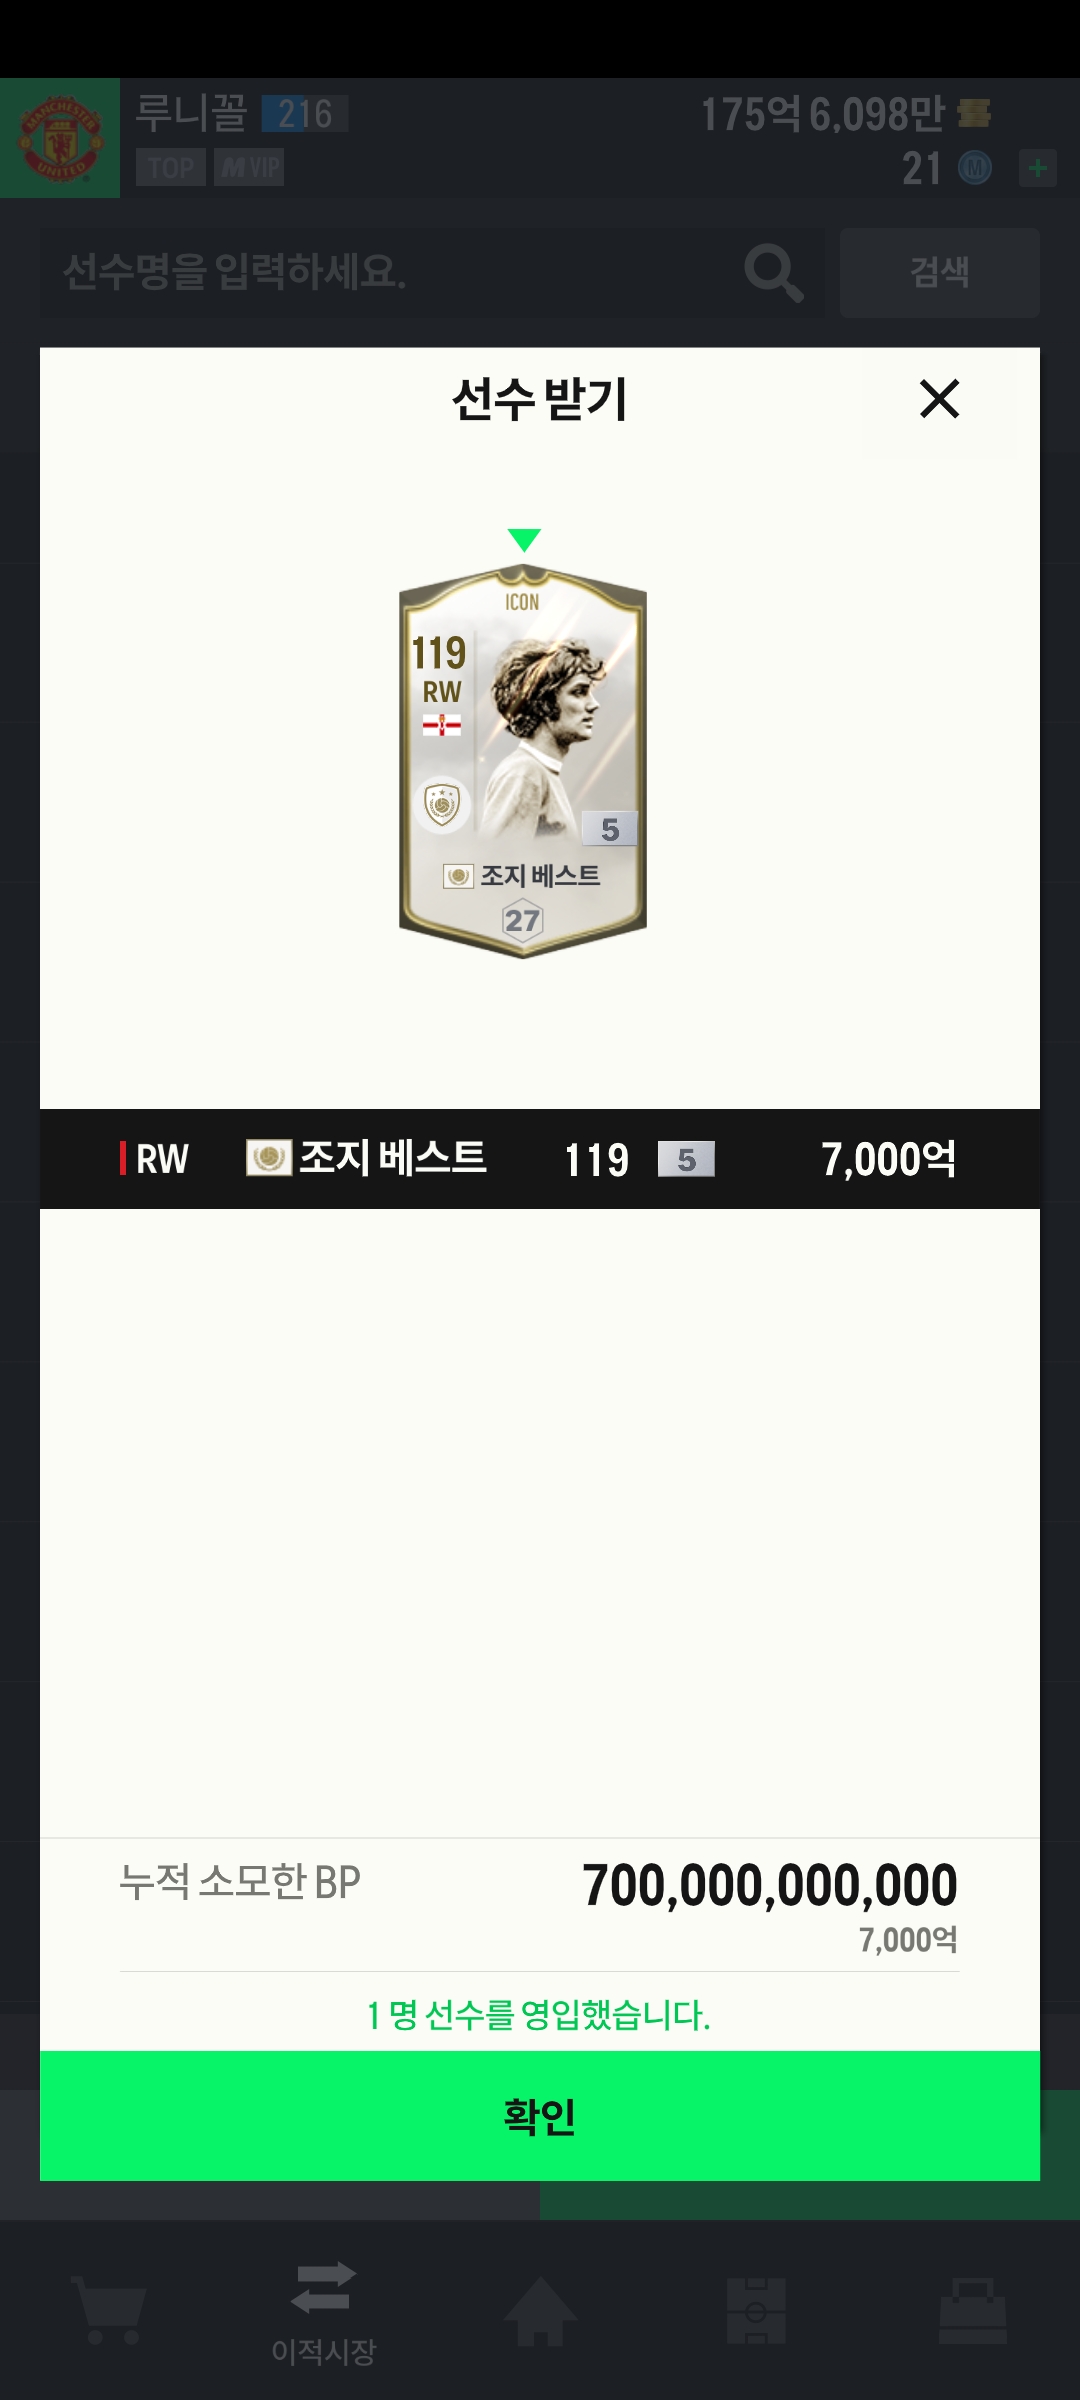 MANCHESTER
UNITED
루니꼴 216
175억 6,098만
TOP M VIP
21 M +
선수명을 입력하세요.
검색
선수 받기
ICON
119
RW
5
조지 베스트
27
RW 조지 베스트 119 5 7,000억
누적 소모한 BP 700,000,000,000
7,000억
1 명 선수를 영입했습니다.
확인
이적시장